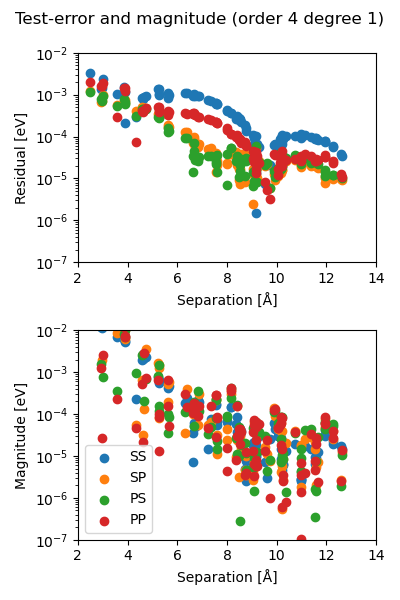 Test-error and magnitude (order 4 degree 1)
10⁻²
10⁻³
10⁻⁴
10⁻⁵
10⁻⁶
10⁻⁷
Residual [eV]
2 4 6 8 10 12 14
Separation [Å]
10⁻²
10⁻³
10⁻⁴
10⁻⁵
10⁻⁶
10⁻⁷
Magnitude [eV]
SS
SP
PS
PP
2 4 6 8 10 12 14
Separation [Å]